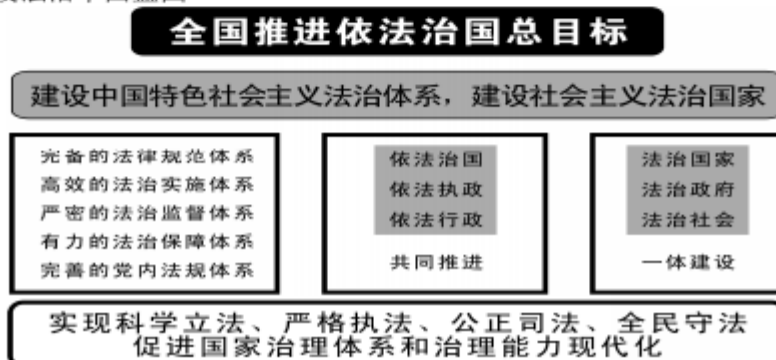 全国推进依法治国总目标
建设中国特色社会主义法治体系，建设社会主义法治国家
完备的法律规范体系
高效的法治实施体系
严密的法治监督体系
有力的法治保障体系
完善的党内法规体系
依法治国
依法执政
依法行政
共同推进
法治国家
法治政府
法治社会
一体建设
实现科学立法、严格执法、公正司法、全民守法
促进国家治理体系和治理能力现代化